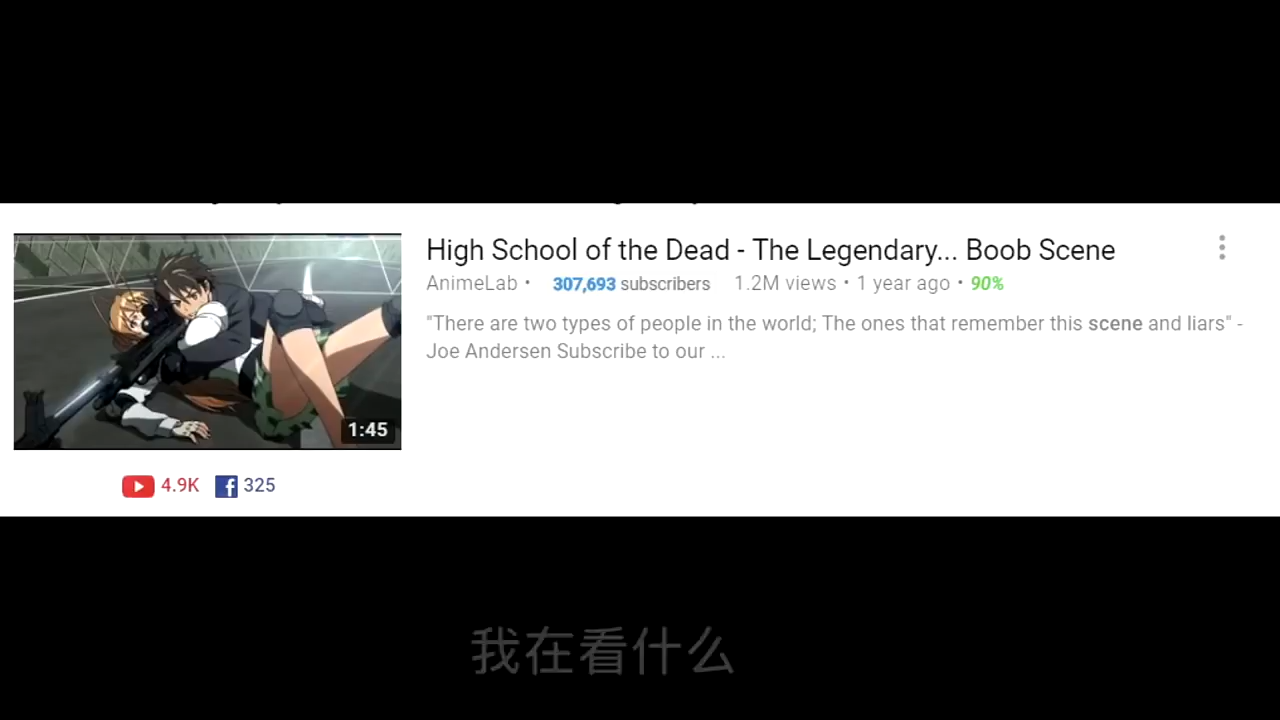 High School of the Dead - The Legendary... Boob Scene
AnimeLab • 307,693 subscribers 1.2M views • 1 year ago • 90%
"There are two types of people in the world; The ones that remember this scene and liars" -
Joe Andersen Subscribe to our ...
1:45
4.9K 325
我在看什么